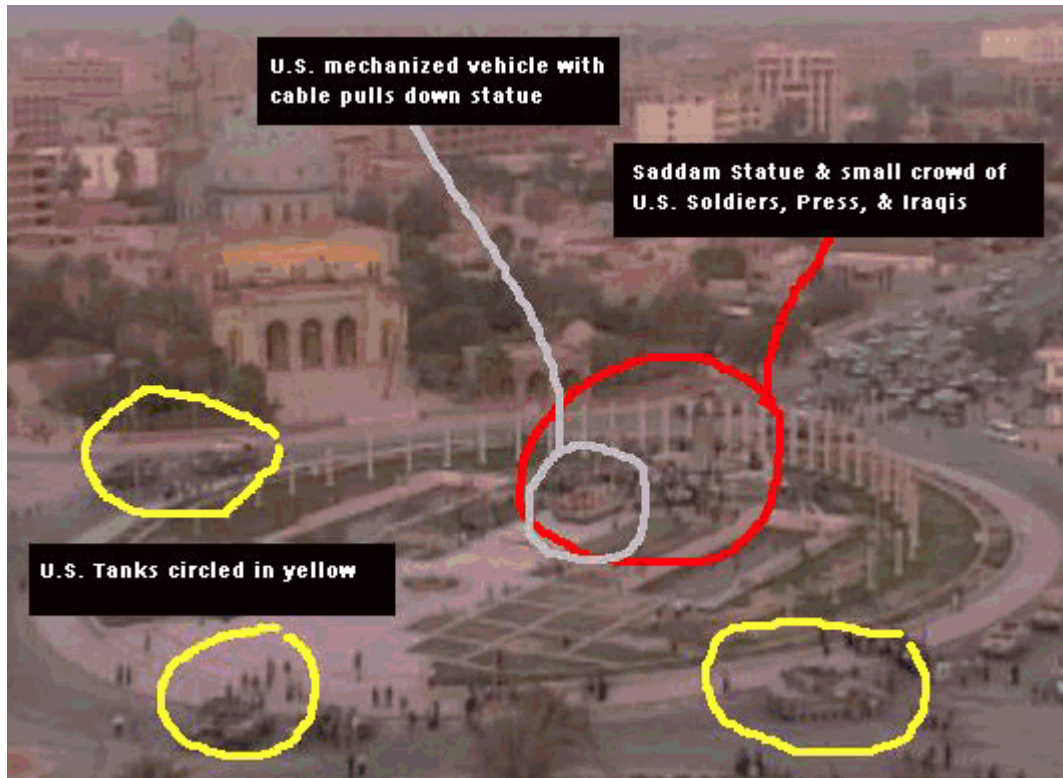 U.S. mechanized vehicle with
cable pulls down statue
Saddam Statue & small crowd of
U.S. Soldiers, Press, & Iraqis
U.S. Tanks circled in yellow